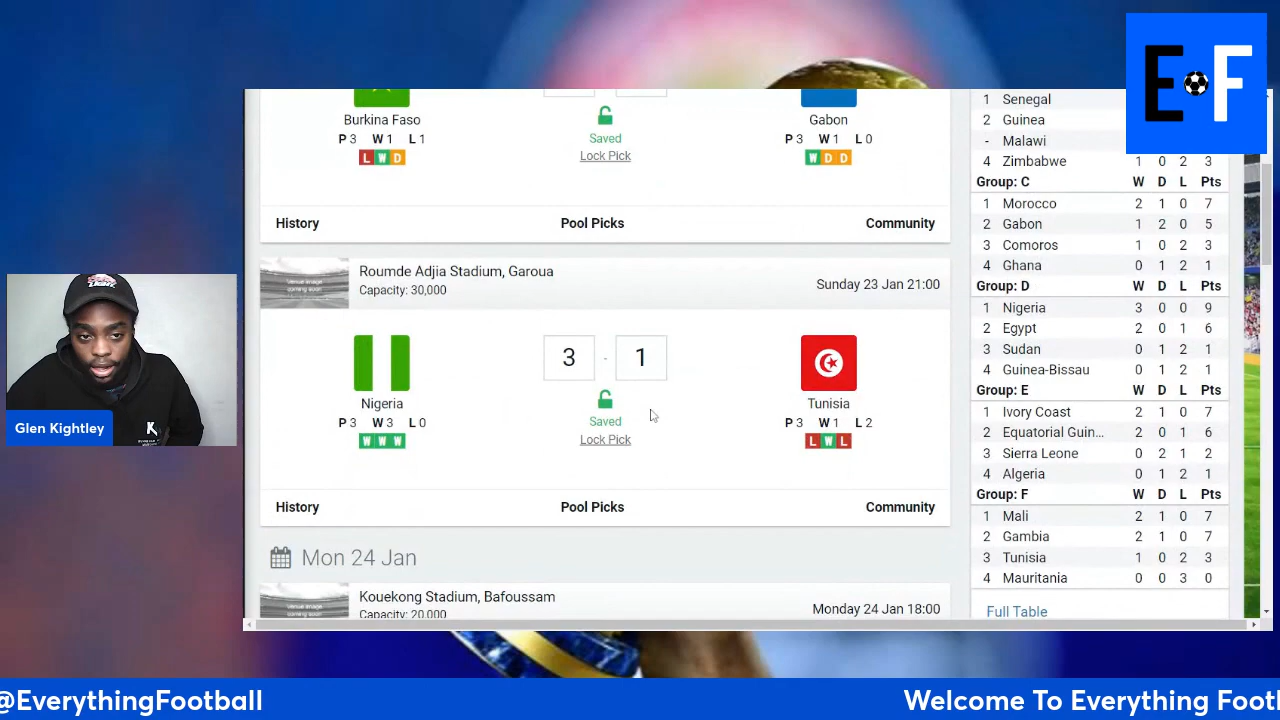 E F
Burkina Faso
Gabon
P 3 W 1 L 1
Saved
P 3 W 1 L 0
L W D
Lock Pick
W D D
History
Pool Picks
Community
Roumde Adjia Stadium, Garoua
Capacity: 30,000
Sunday 23 Jan 21:00
3 - 1
Nigeria
Tunisia
P 3 W 3 L 0
Saved
P 3 W 1 L 2
W W W
Lock Pick
L W L
History
Pool Picks
Community
Mon 24 Jan
Kouekong Stadium, Bafoussam
Capacity: 20,000
Monday 24 Jan 18:00
1 Senegal
2 Guinea
- Malawi
4 Zimbabwe 1 0 2 3
Group: C W D L Pts
1 Morocco 2 1 0 7
2 Gabon 1 2 0 5
3 Comoros 1 0 2 3
4 Ghana 0 1 2 1
Group: D W D L Pts
1 Nigeria 3 0 0 9
2 Egypt 2 0 1 6
3 Sudan 0 1 2 1
4 Guinea-Bissau 0 1 2 1
Group: E W D L Pts
1 Ivory Coast 2 1 0 7
2 Equatorial Guin... 2 0 1 6
3 Sierra Leone 0 2 1 2
4 Algeria 0 1 2 1
Group: F W D L Pts
1 Mali 2 1 0 7
2 Gambia 2 1 0 7
3 Tunisia 1 0 2 3
4 Mauritania 0 0 3 0
Full Table
Glen Kightley
K
@EverythingFootball
Welcome To Everything Footb